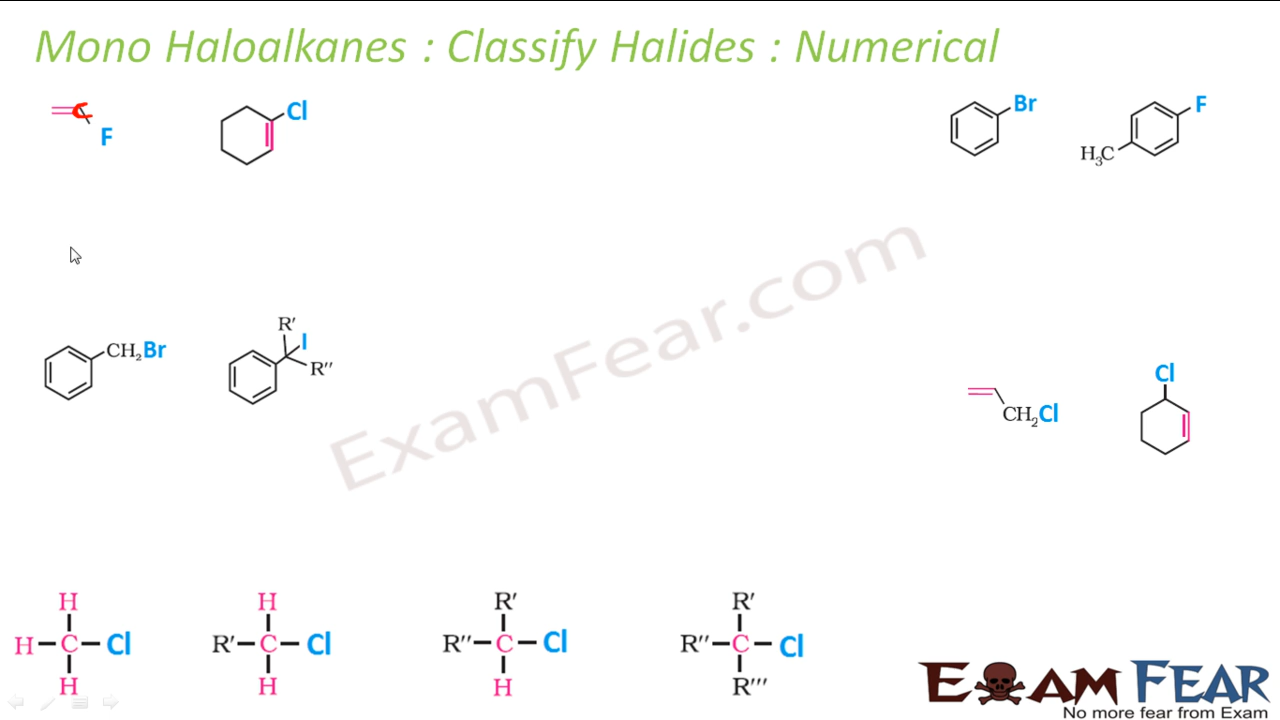 Mono Haloalkanes : Classify Halides : Numerical
F
Cl
Br
H₃C
F
ExamFear.com
CH₂Br
R′
I
R′′
CH₂Cl
Cl
H
H–C–Cl
H
H
R′–C–Cl
H
R′
R′′–C–Cl
H
R′
R′′–C–Cl
R′′′
EXAM FEAR
No more fear from Exam